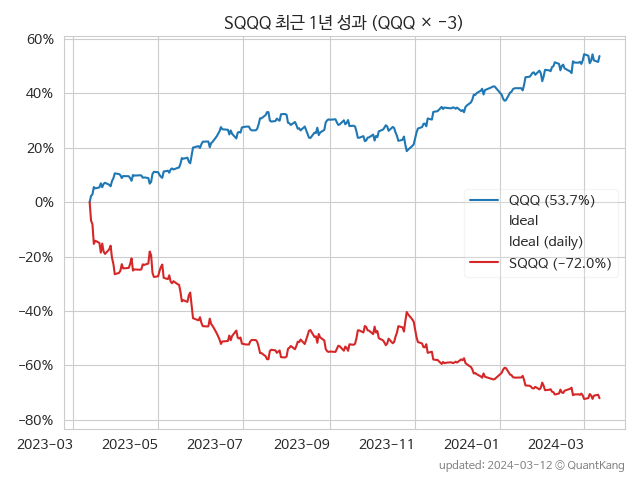 SQQQ 최근 1년 성과 (QQQ × −3)
60%
40%
20%
0%
−20%
−40%
−60%
−80%
QQQ (53.7%)
Ideal
Ideal (daily)
SQQQ (−72.0%)
2023-03 2023-05 2023-07 2023-09 2023-11 2024-01 2024-03
updated: 2024-03-12 © QuantKang